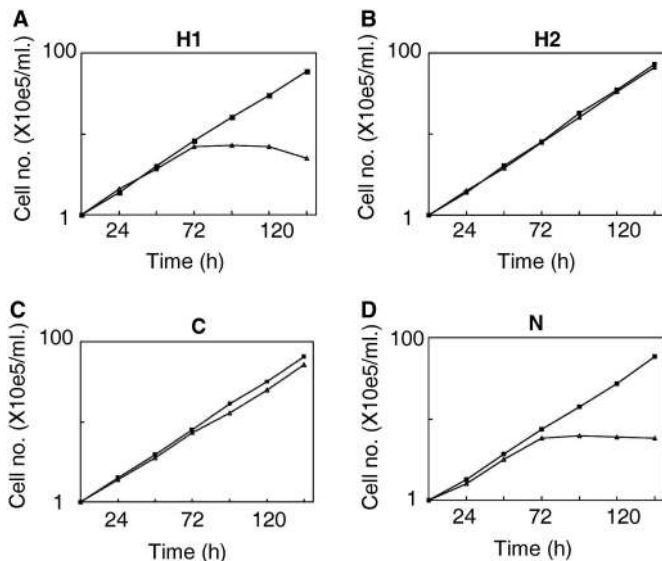 A
H1
100
Cell no. (X10e5/ml.)
1
24 72 120
Time (h)
B
H2
100
Cell no. (X10e5/ml.)
1
24 72 120
Time (h)
C
C
100
Cell no. (X10e5/ml.)
1
24 72 120
Time (h)
D
N
100
Cell no. (X10e5/ml.)
1
24 72 120
Time (h)